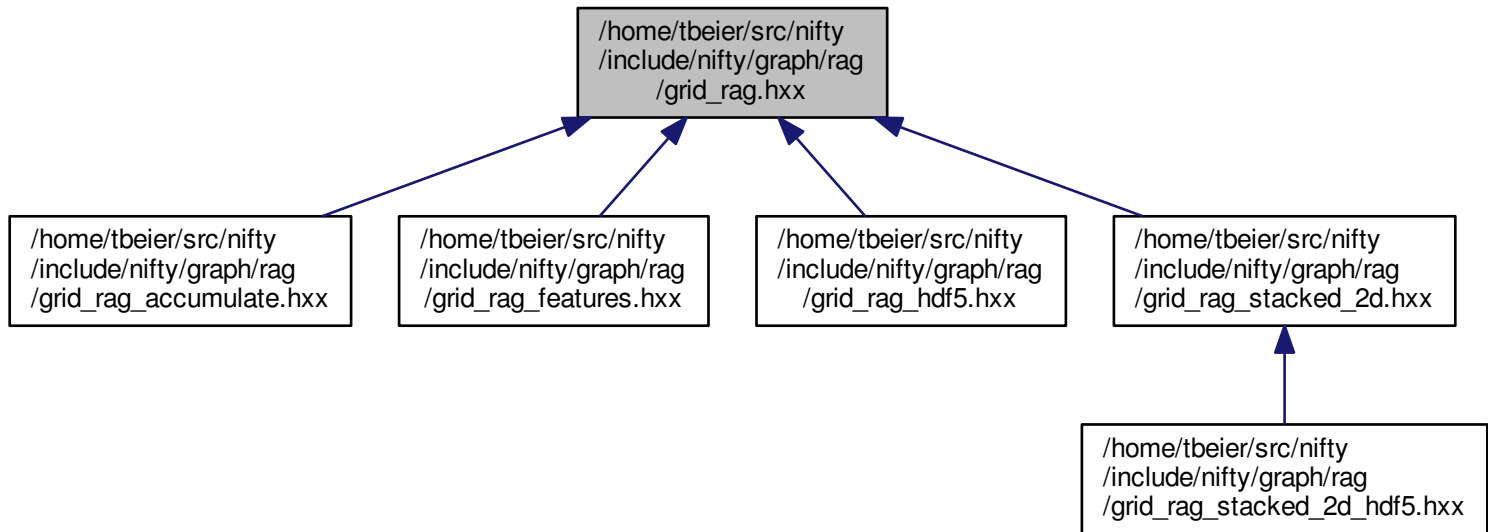 /home/tbeier/src/nifty
/include/nifty/graph/rag
/grid_rag.hxx
/home/tbeier/src/nifty
/include/nifty/graph/rag
/grid_rag_accumulate.hxx
/home/tbeier/src/nifty
/include/nifty/graph/rag
/grid_rag_features.hxx
/home/tbeier/src/nifty
/include/nifty/graph/rag
/grid_rag_hdf5.hxx
/home/tbeier/src/nifty
/include/nifty/graph/rag
/grid_rag_stacked_2d.hxx
/home/tbeier/src/nifty
/include/nifty/graph/rag
/grid_rag_stacked_2d_hdf5.hxx